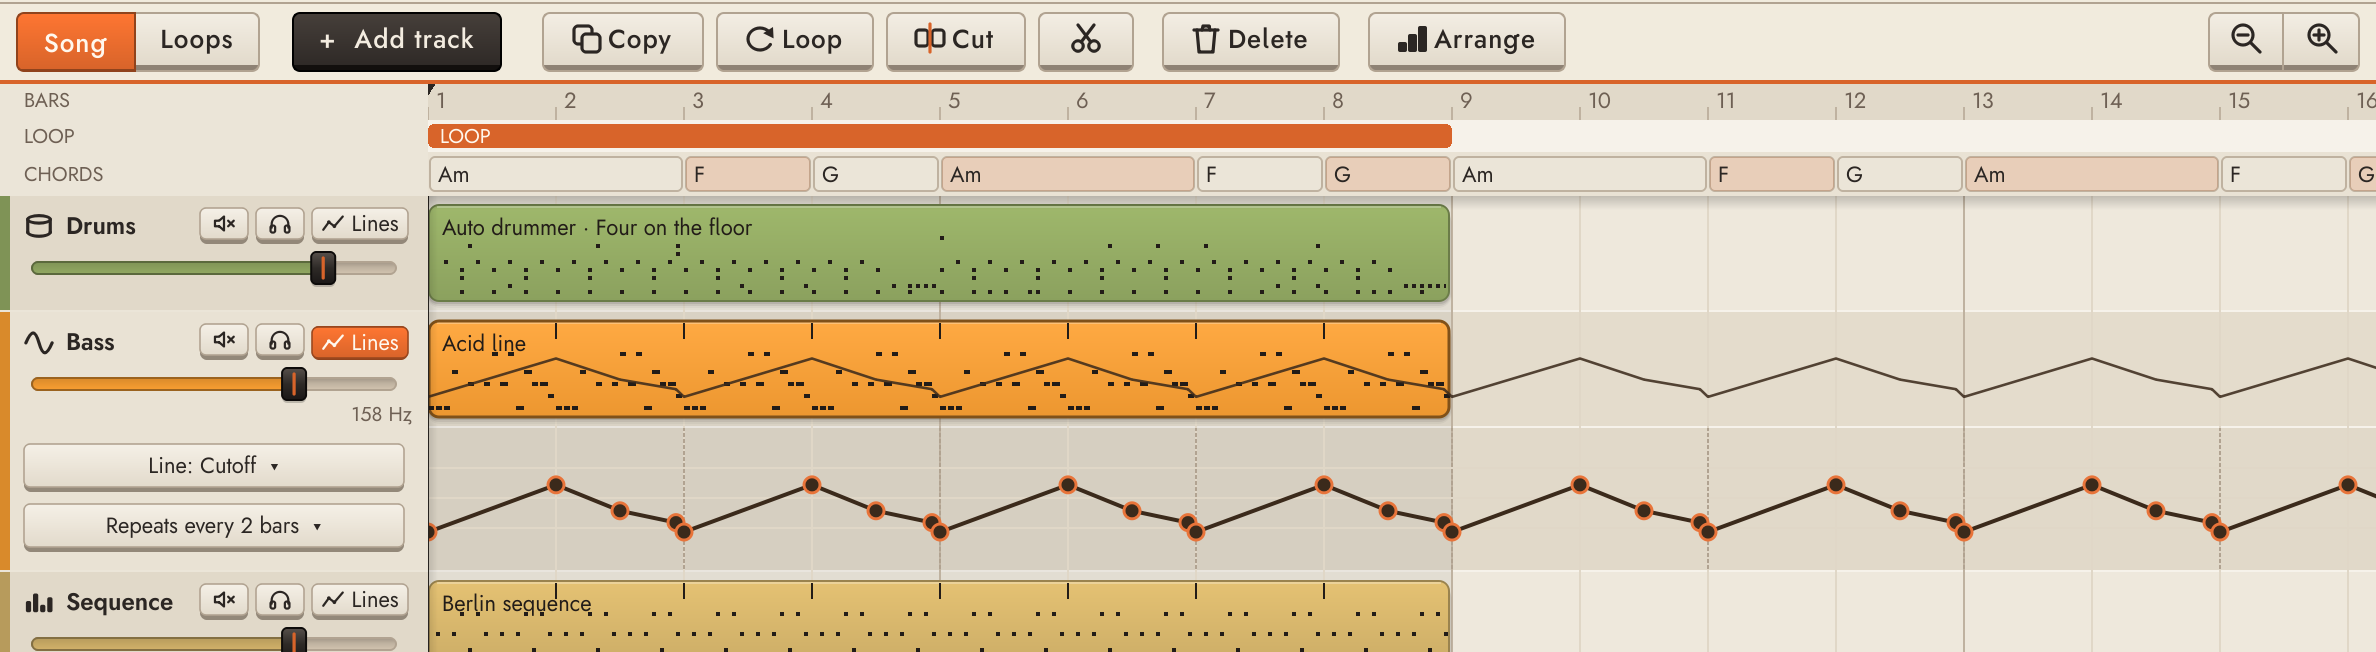 Song Loops + Add track Copy Loop Cut Delete Arrange
BARS 1 2 3 4 5 6 7 8 9 10 11 12 13 14 15 16
LOOP LOOP
CHORDS Am F G Am F G Am F G Am F G
Drums Lines Auto drummer · Four on the floor
Bass Lines Acid line
158 Hz
Line: Cutoff ▾
Repeats every 2 bars ▾
Sequence Lines Berlin sequence